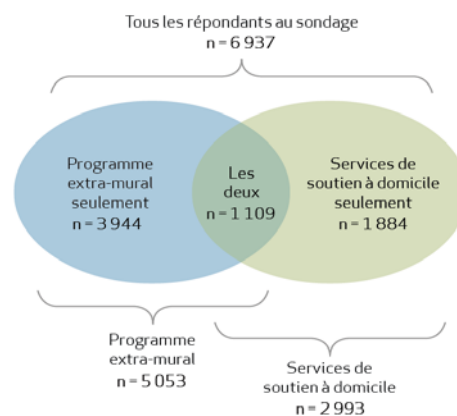 Tous les répondants au sondage
n = 6 937
Programme
extra-mural
seulement
n = 3 944
Les
deux
n = 1 109
Services de
soutien à domicile
seulement
n = 1 884
Programme
extra-mural
n = 5 053
Services de
soutien à domicile
n = 2 993